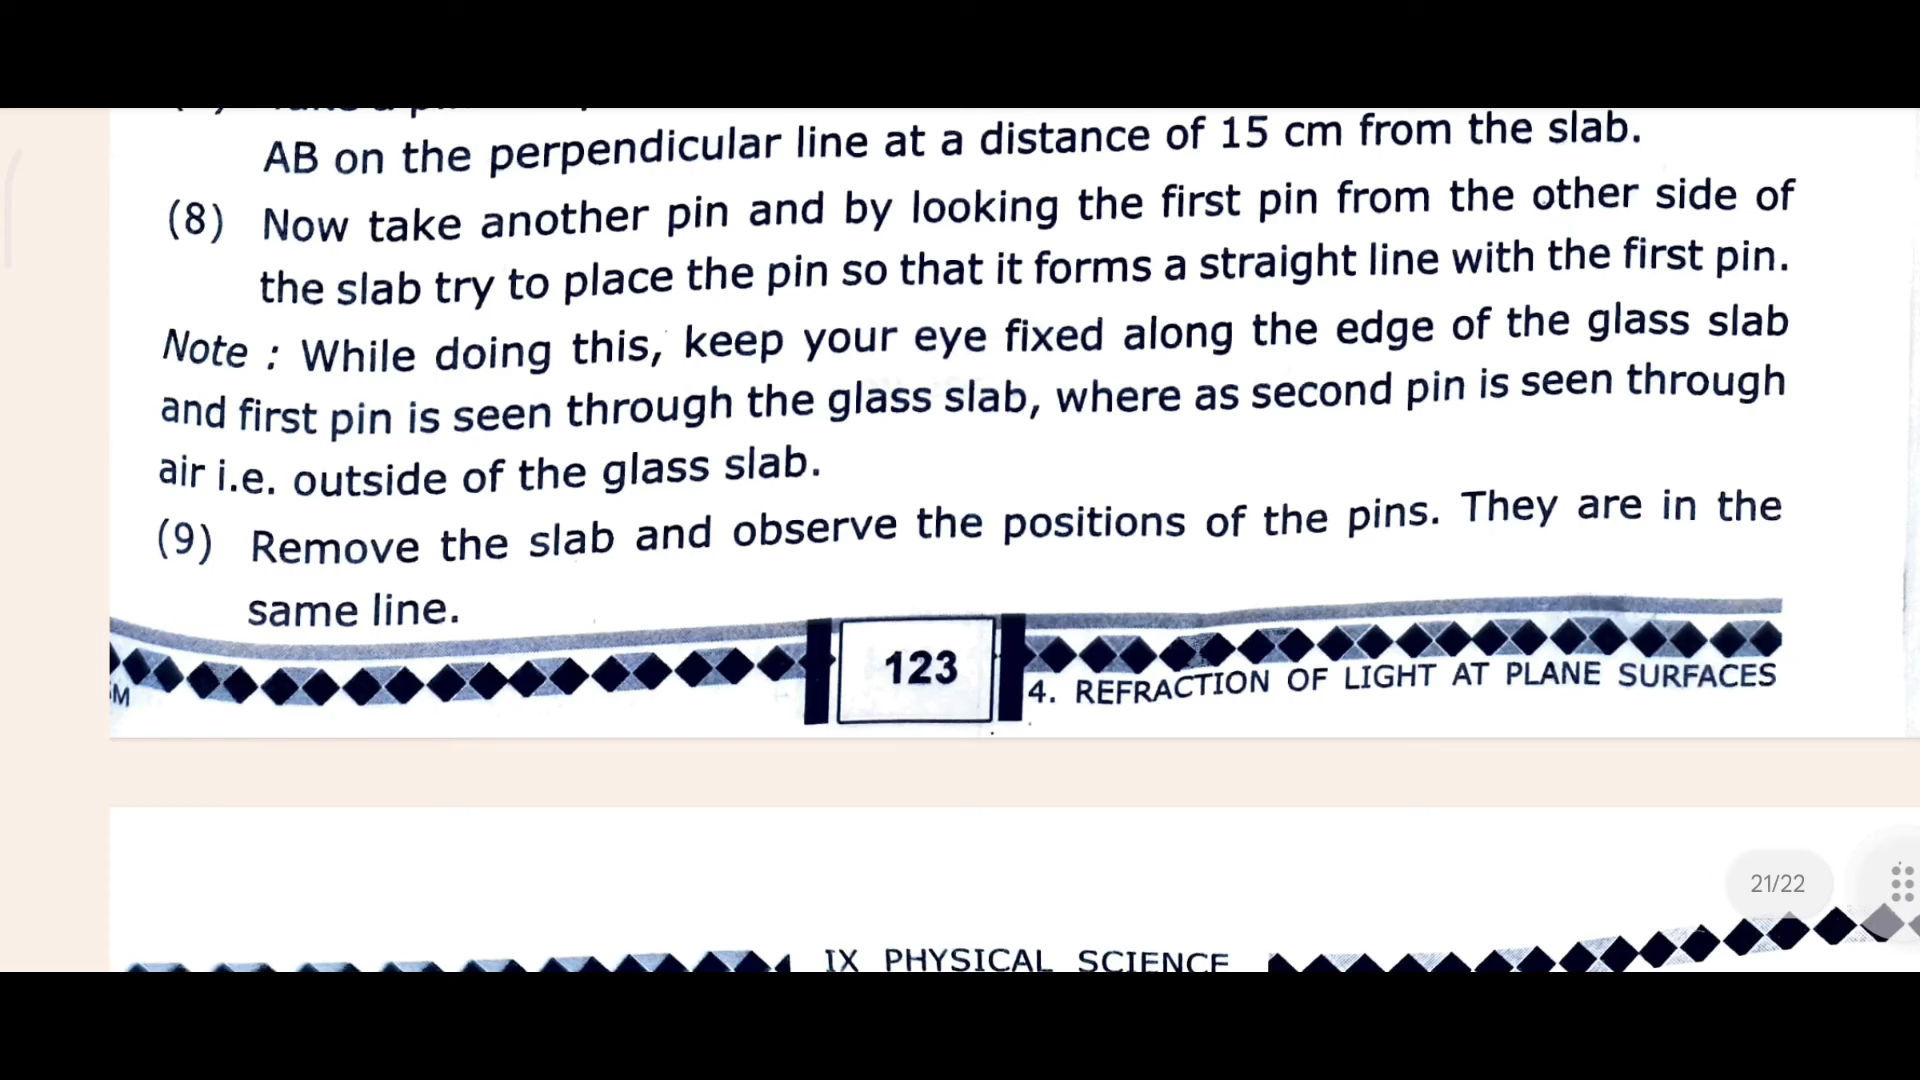 AB on the perpendicular line at a distance of 15 cm from the slab.
(8) Now take another pin and by looking the first pin from the other side of
the slab try to place the pin so that it forms a straight line with the first pin.
Note : While doing this, keep your eye fixed along the edge of the glass slab
and first pin is seen through the glass slab, where as second pin is seen through
air i.e. outside of the glass slab.
(9) Remove the slab and observe the positions of the pins. They are in the
same line.
M
123
4. REFRACTION OF LIGHT AT PLANE SURFACES
21/22
IX PHYSICAL SCIENCE